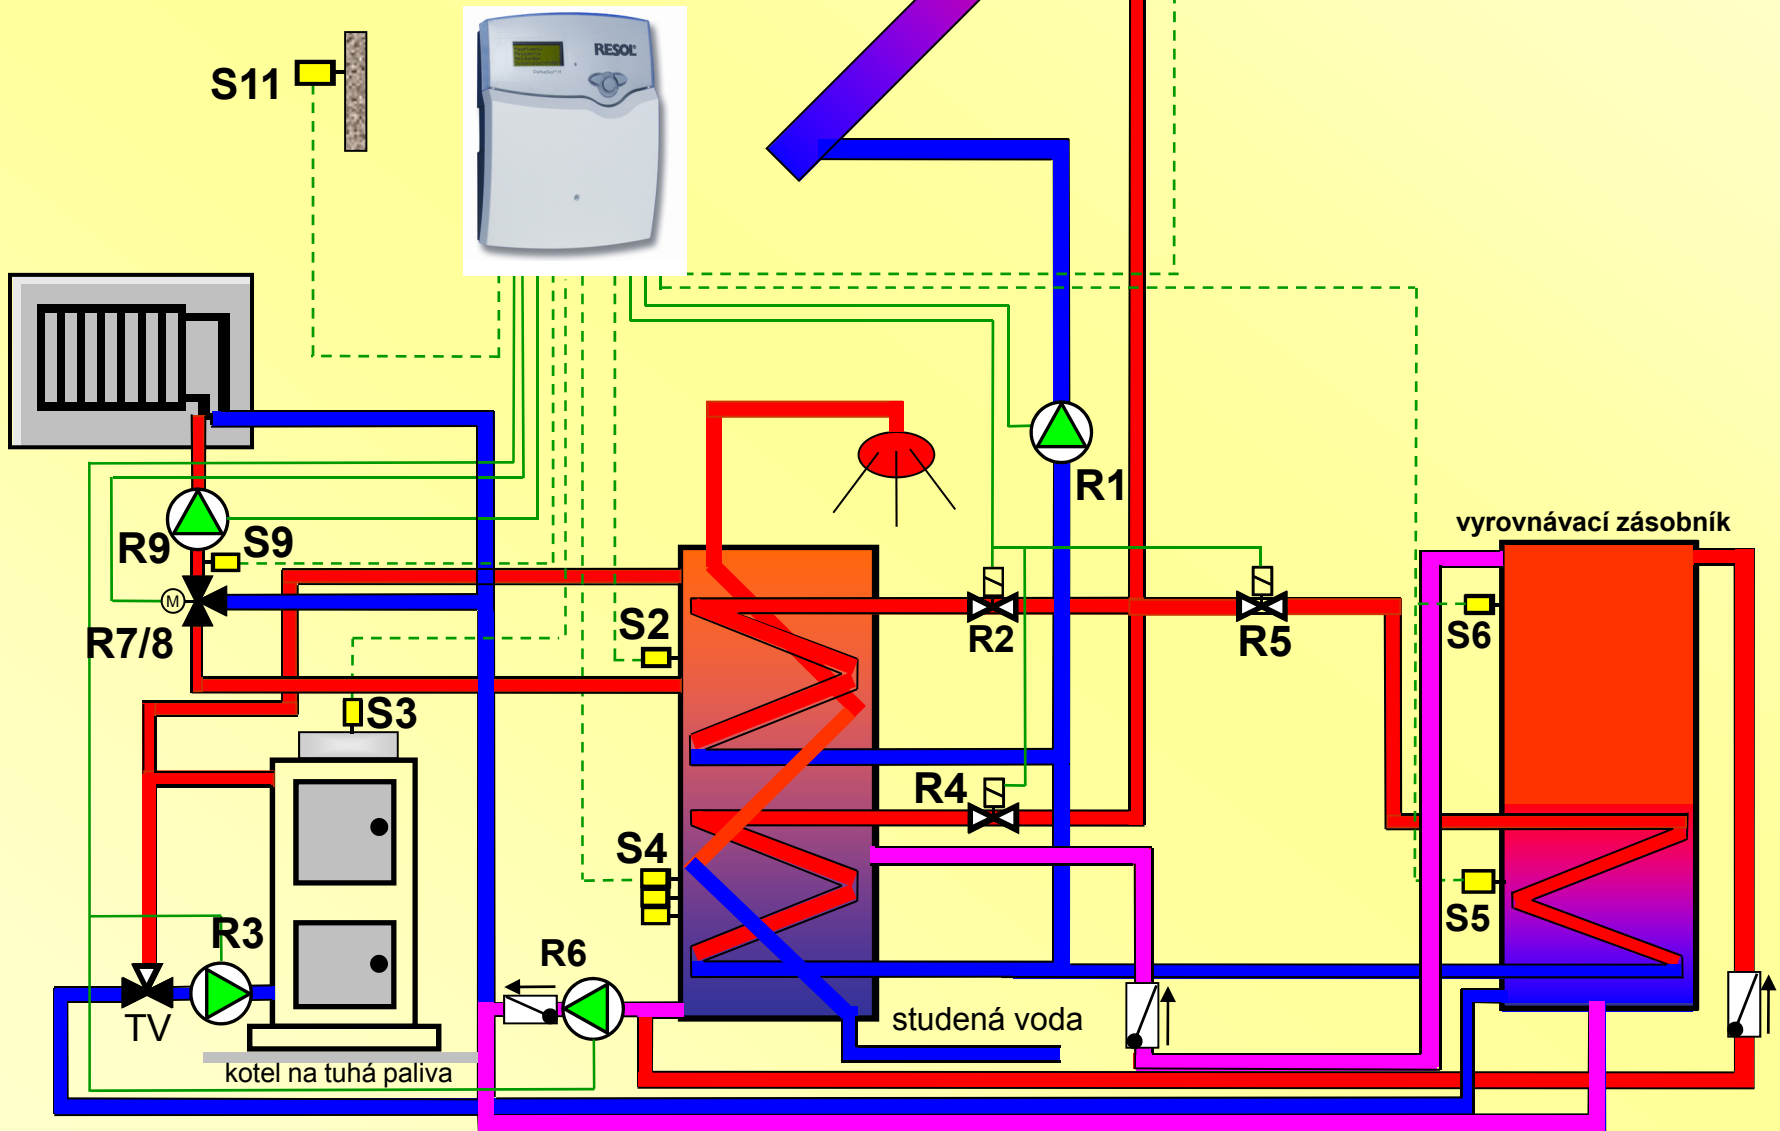 RESOL
S11
R1
vyrovnávací zásobník
R9
S9
M
R7/8
S2
R2
R5
S6
S3
R4
S4
S5
R3
R6
TV
studená voda
kotel na tuhá paliva